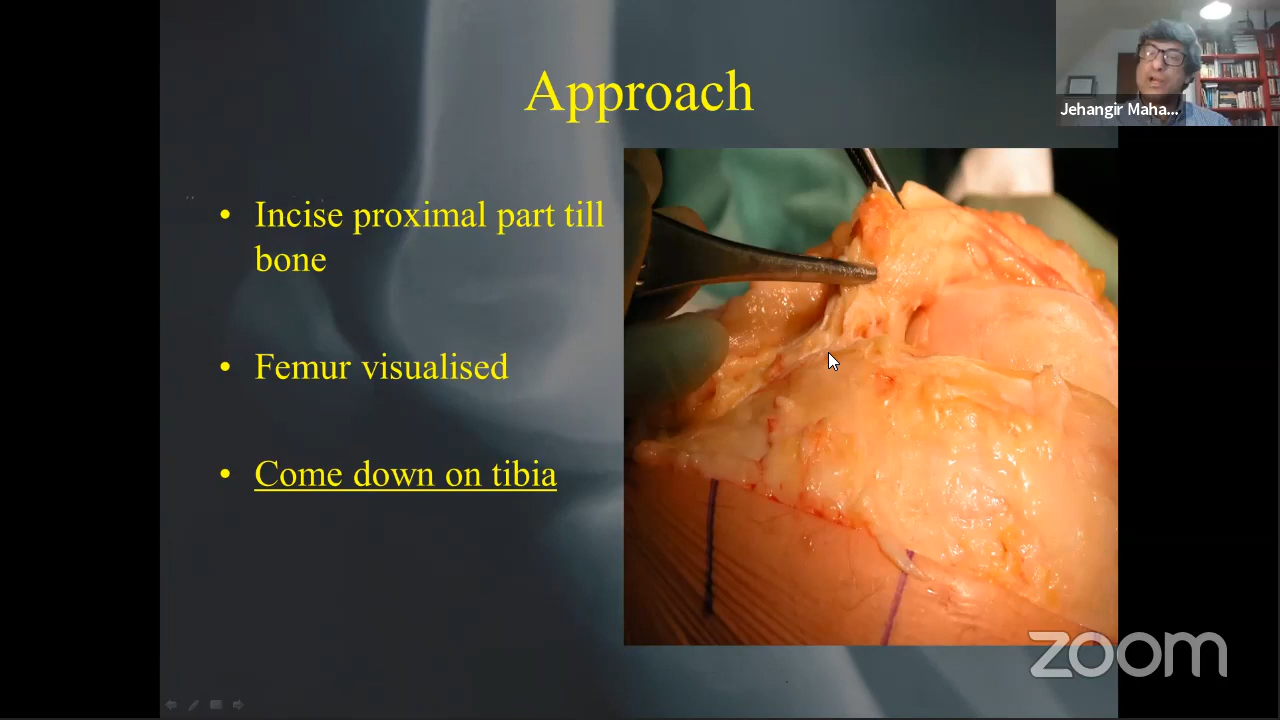 Approach
Jehangir Maha...
• Incise proximal part till
bone
• Femur visualised
• Come down on tibia
zoom